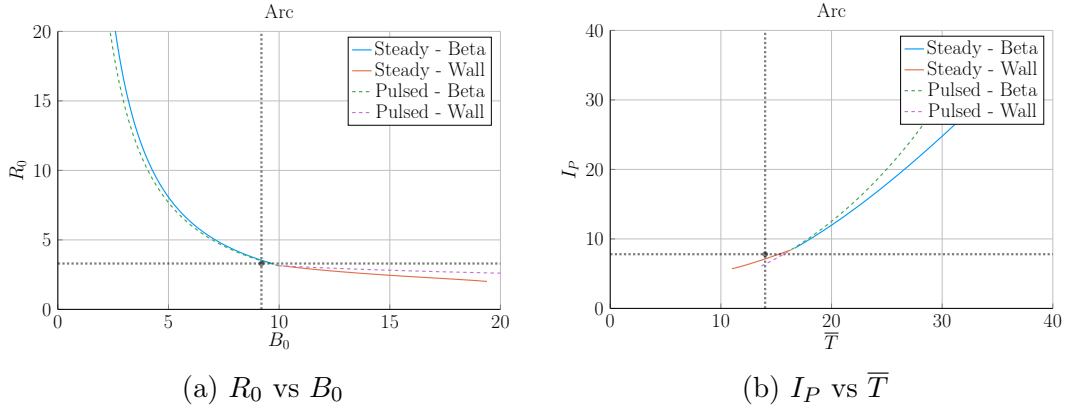 Arc
20
15
10
5
0
R₀
0 5 10 15 20
B₀
Steady - Beta
Steady - Wall
Pulsed - Beta
Pulsed - Wall
(a) R₀ vs B₀
Arc
40
30
20
10
0
I_P
0 10 20 30 40
T̅
Steady - Beta
Steady - Wall
Pulsed - Beta
Pulsed - Wall
(b) I_P vs T̅